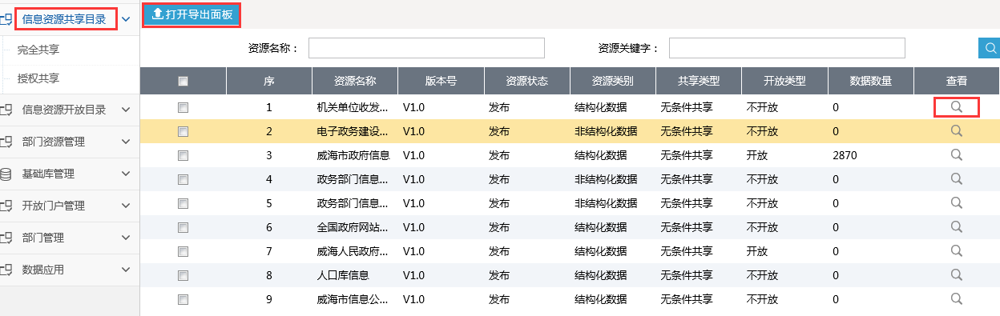 信息资源共享目录
完全共享
授权共享
信息资源开放目录
部门资源管理
基础库管理
开放门户管理
部门管理
数据应用
打开导出面板
资源名称： 资源关键字：
序 资源名称 版本号 资源状态 资源类别 共享类型 开放类型 数据数量 查看
1 机关单位收发... V1.0 发布 结构化数据 无条件共享 不开放 0
2 电子政务建设... V1.0 发布 非结构化数据 无条件共享 不开放 0
3 威海市政府信息 V1.0 发布 结构化数据 无条件共享 开放 2870
4 政务部门信息... V1.0 发布 非结构化数据 无条件共享 不开放 0
5 政务部门信息... V1.0 发布 非结构化数据 无条件共享 不开放 0
6 全国政府网站... V1.0 发布 结构化数据 无条件共享 不开放 0
7 威海人民政府... V1.0 发布 结构化数据 无条件共享 开放 0
8 人口库信息 V1.0 发布 结构化数据 无条件共享 不开放 0
9 威海市信息公... V1.0 发布 结构化数据 无条件共享 不开放 0